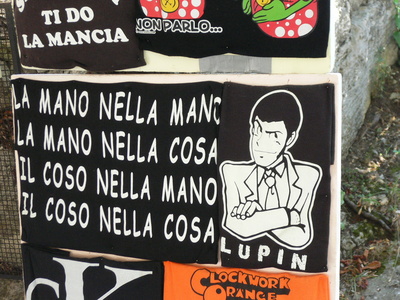 TI DO
LA MANCIA
NON PARLO...
LA MANO NELLA MANO
LA MANO NELLA COSA
IL COSO NELLA MANO
IL COSO NELLA COSA
LUPIN
CK
CLOCKWORK
ORANGE